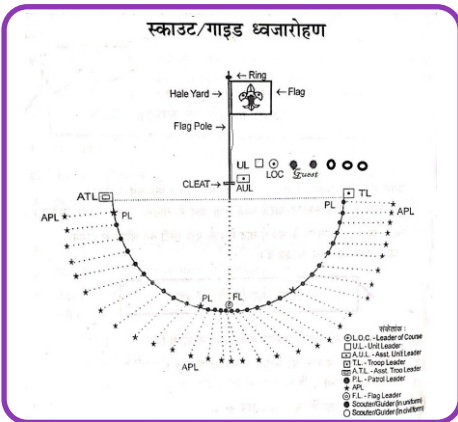 स्काउट/गाइड ध्वजारोहण
Ring
Hale Yard
Flag
Flag Pole
UL
LOC
Guest
CLEAT
AUL
ATL
TL
APL
PL
PL
APL
PL
FL
APL
संकेतांक :
L.O.C. - Leader of Course
U.L. - Unit Leader
A.U.L. - Asst. Unit Leader
T.L. - Troop Leader
A.T.L. - Asst. Troo Leader
P.L. - Patrol Leader
APL
F.L. - Flag Leader
Scouter/Guider (in uniform)
Scouter/Guider (in civil form)